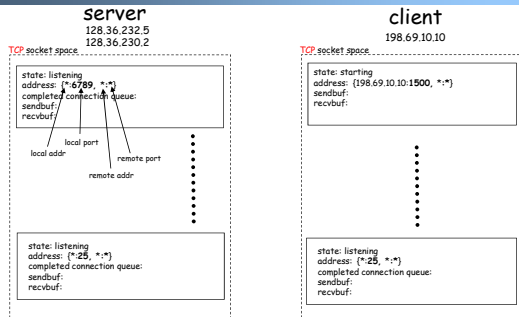 server
128.36.232.5
128.36.230.2
TCP socket space
state: listening
address: {*:6789, *:*}
completed connection queue:
sendbuf:
recvbuf:
local addr
local port
remote addr
remote port
state: listening
address: {*:25, *:*}
completed connection queue:
sendbuf:
recvbuf:
client
198.69.10.10
TCP socket space
state: starting
address: {198.69.10.10:1500, *:*}
sendbuf:
recvbuf:
state: listening
address: {*:25, *:*}
completed connection queue:
sendbuf:
recvbuf: